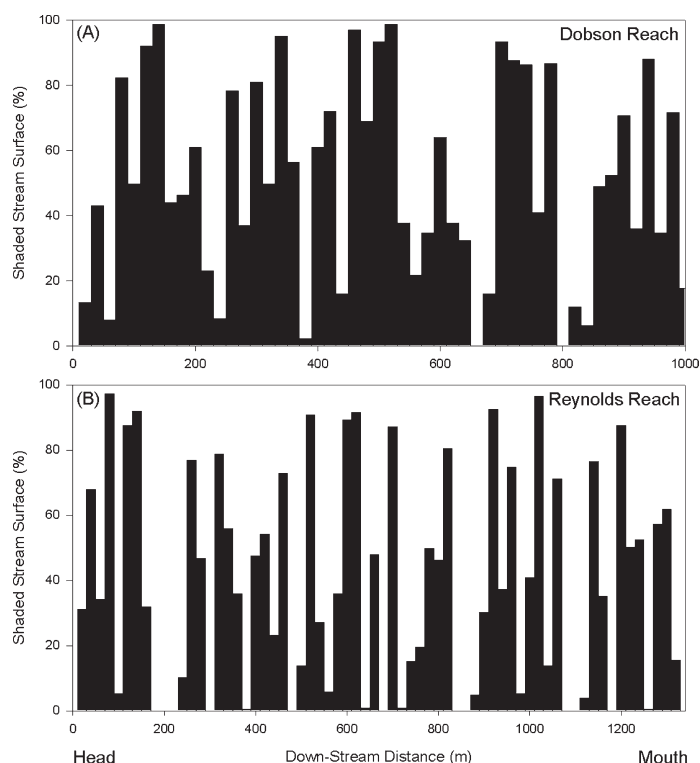 (A)
Dobson Reach
Shaded Stream Surface (%)
100
80
60
40
20
0
0 200 400 600 800 1000
(B)
Reynolds Reach
Shaded Stream Surface (%)
100
80
60
40
20
0
0 200 400 600 800 1000 1200
Head Down-Stream Distance (m) Mouth